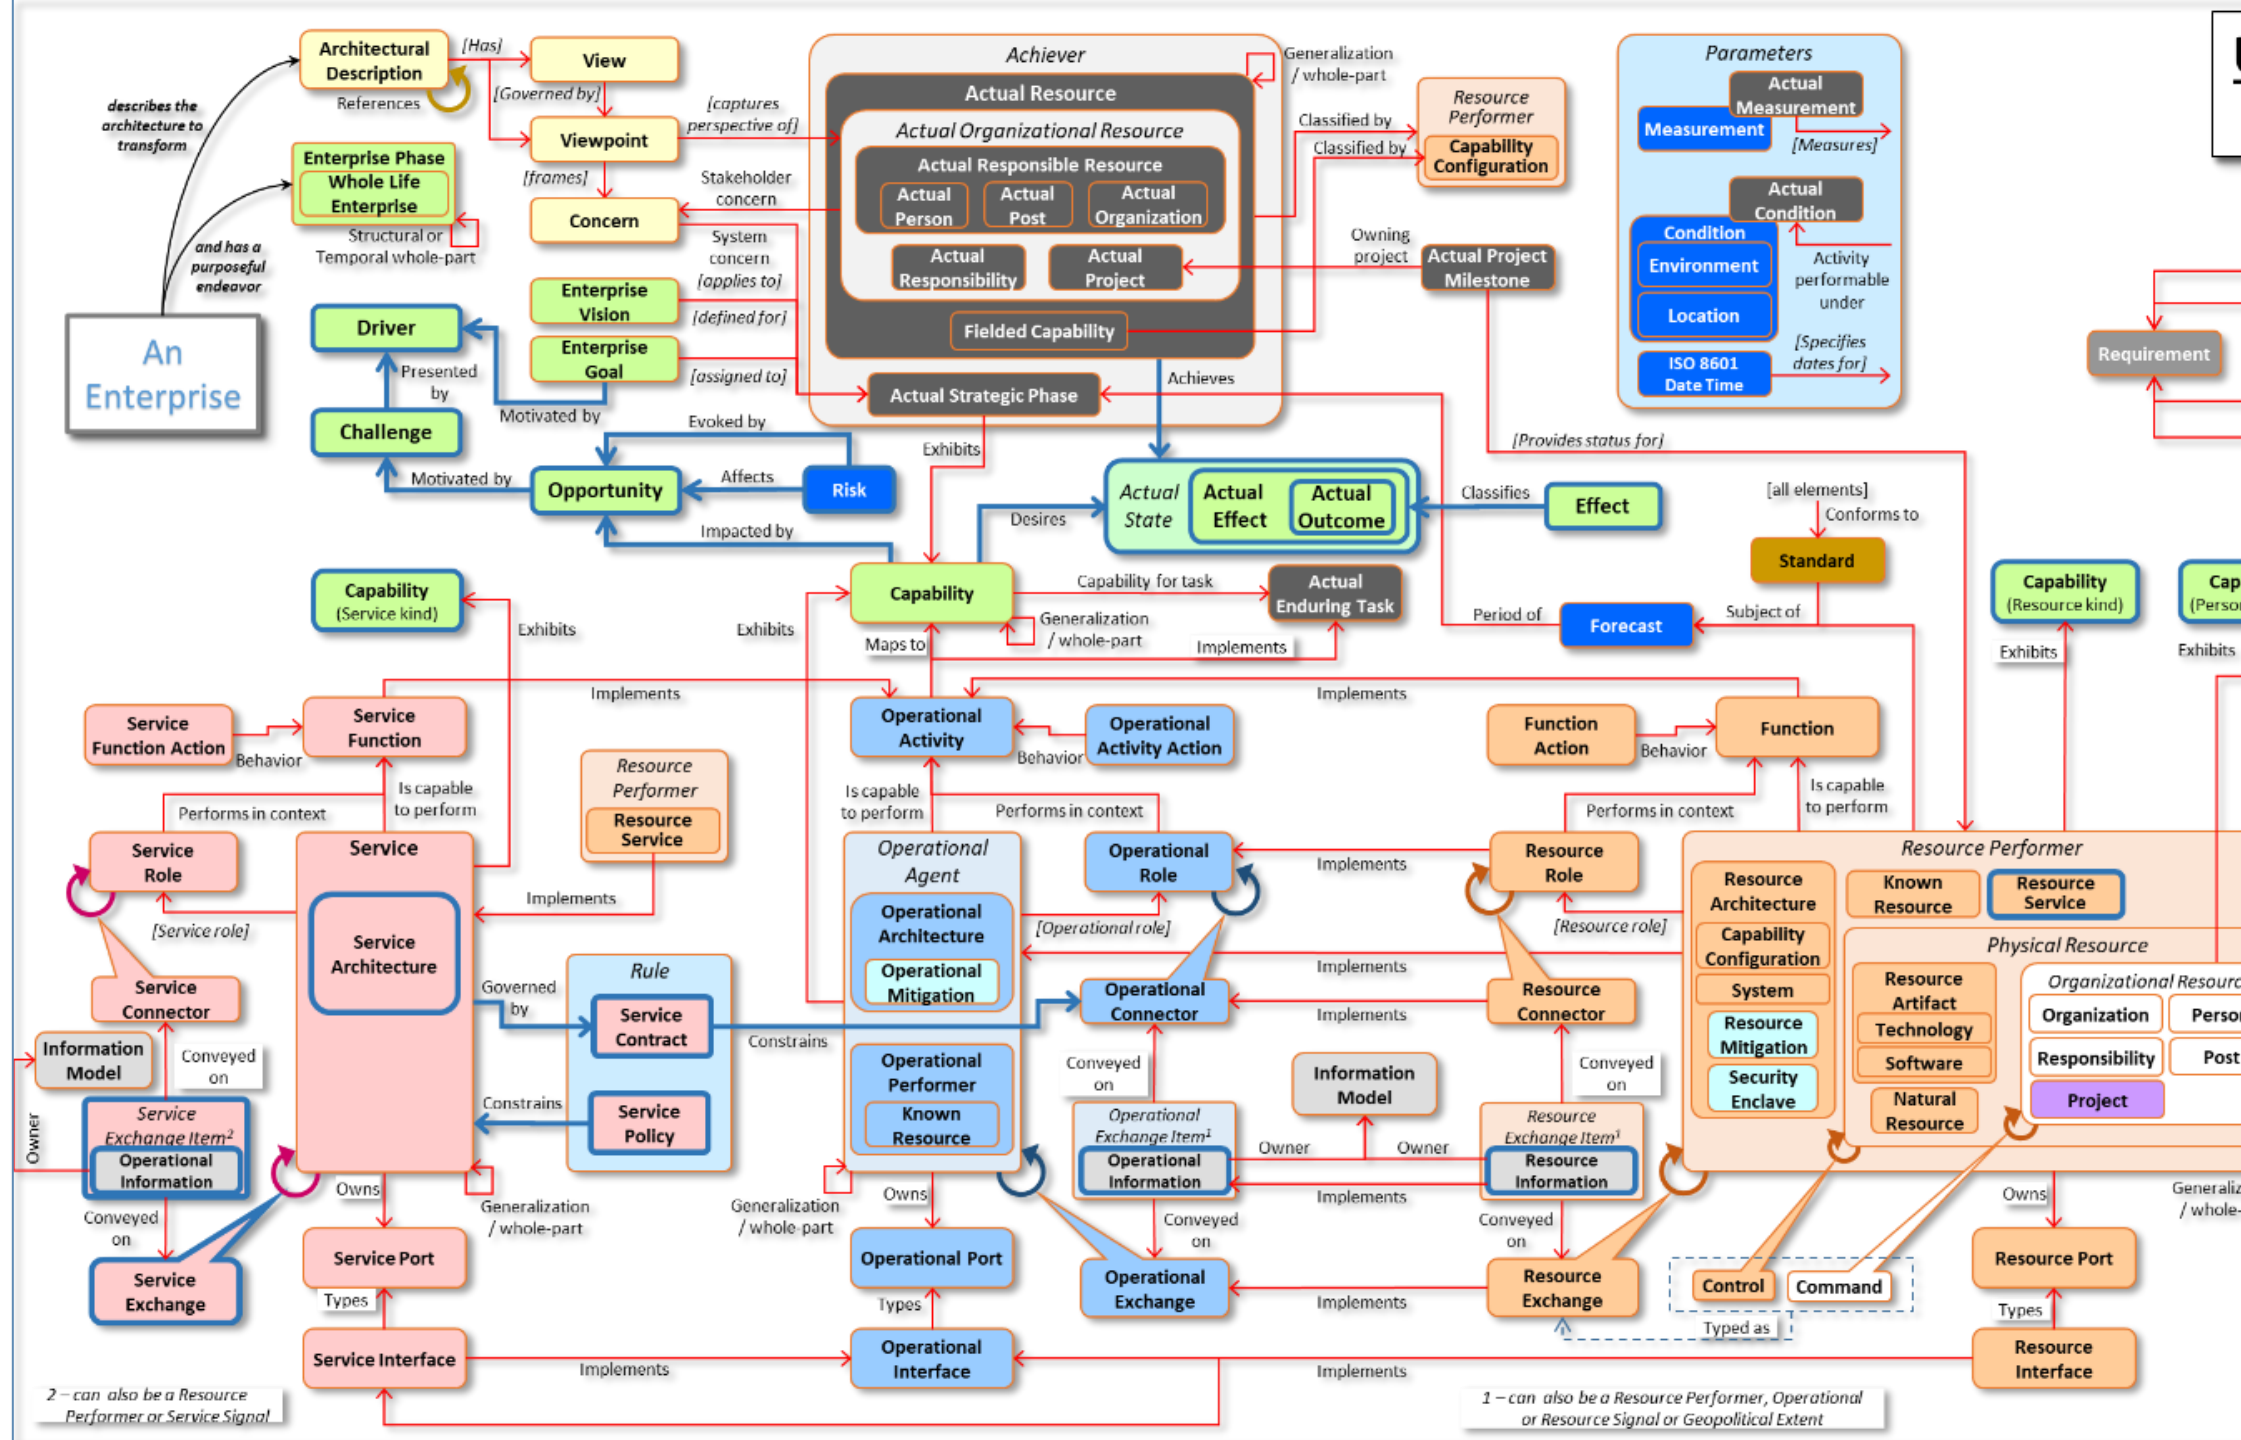 Architectural
Description
[Has]
View
References
[Governed by]
describes the
architecture to
transform
Viewpoint
[captures
perspective of]
Enterprise Phase
Whole Life
Enterprise
[frames]
Stakeholder
concern
Concern
Structural or
Temporal whole-part
and has a
purposeful
endeavor
System
concern
[applies to]
Enterprise
Vision
[defined for]
Enterprise
Goal
[assigned to]
An
Enterprise
Driver
Presented
by
Motivated by
Challenge
Evoked by
Motivated by
Opportunity
Affects
Risk
Impacted by
Achiever
Actual Resource
Actual Organizational Resource
Actual Responsible Resource
Actual
Person
Actual
Post
Actual
Organization
Actual
Responsibility
Actual
Project
Fielded Capability
Actual Strategic Phase
Generalization
/ whole-part
Classified by
Classified by
Resource
Performer
Capability
Configuration
Owning
project
Actual Project
Milestone
Achieves
Exhibits
[Provides status for]
Parameters
Actual
Measurement
Measurement
[Measures]
Actual
Condition
Condition
Environment
Location
Activity
performable
under
[Specifies
dates for]
ISO 8601
Date Time
Requirement
Actual
State
Actual
Effect
Actual
Outcome
Classifies
Effect
Desires
[all elements]
Conforms to
Standard
Capability
(Service kind)
Exhibits
Exhibits
Capability
Capability for task
Actual
Enduring Task
Generalization
/ whole-part
Maps to
Implements
Period of
Forecast
Subject of
Capability
(Resource kind)
Exhibits
Cap
(Perso
Exhibits
Implements
Implements
Service
Function Action
Behavior
Service
Function
Operational
Activity
Behavior
Operational
Activity Action
Function
Action
Behavior
Function
Performs in context
Is capable
to perform
Resource
Performer
Resource
Service
Is capable
to perform
Performs in context
Performs in context
Is capable
to perform
Service
Role
[Service role]
Service
Service
Architecture
Implements
Operational
Agent
Operational
Architecture
Operational
Mitigation
Operational
Role
[Operational role]
Implements
Resource
Role
[Resource role]
Implements
Service
Connector
Governed
by
Rule
Service
Contract
Constrains
Operational
Connector
Implements
Resource
Connector
Information
Model
Conveyed
on
Owner
Service
Exchange Item²
Operational
Information
Constrains
Service
Policy
Operational
Performer
Known
Resource
Conveyed
on
Information
Model
Conveyed
on
Operational
Exchange Item¹
Operational
Information
Owner
Owner
Implements
Resource
Exchange Item¹
Resource
Information
Resource Performer
Resource
Architecture
Capability
Configuration
System
Resource
Mitigation
Security
Enclave
Known
Resource
Resource
Service
Physical Resource
Resource
Artifact
Technology
Software
Natural
Resource
Organizational Resourc
Organization
Perso
Responsibility
Post
Project
Conveyed
on
Service
Exchange
Owns
Generalization
/ whole-part
Service Port
Types
Service Interface
Generalization
/ whole-part
Owns
Operational Port
Types
Operational
Interface
Implements
Conveyed
on
Operational
Exchange
Implements
Conveyed
on
Resource
Exchange
Implements
Control
Command
Typed as
Owns
Generaliz
/ whole-
Resource Port
Types
Resource
Interface
2 – can also be a Resource
Performer or Service Signal
1 – can also be a Resource Performer, Operational
or Resource Signal or Geopolitical Extent